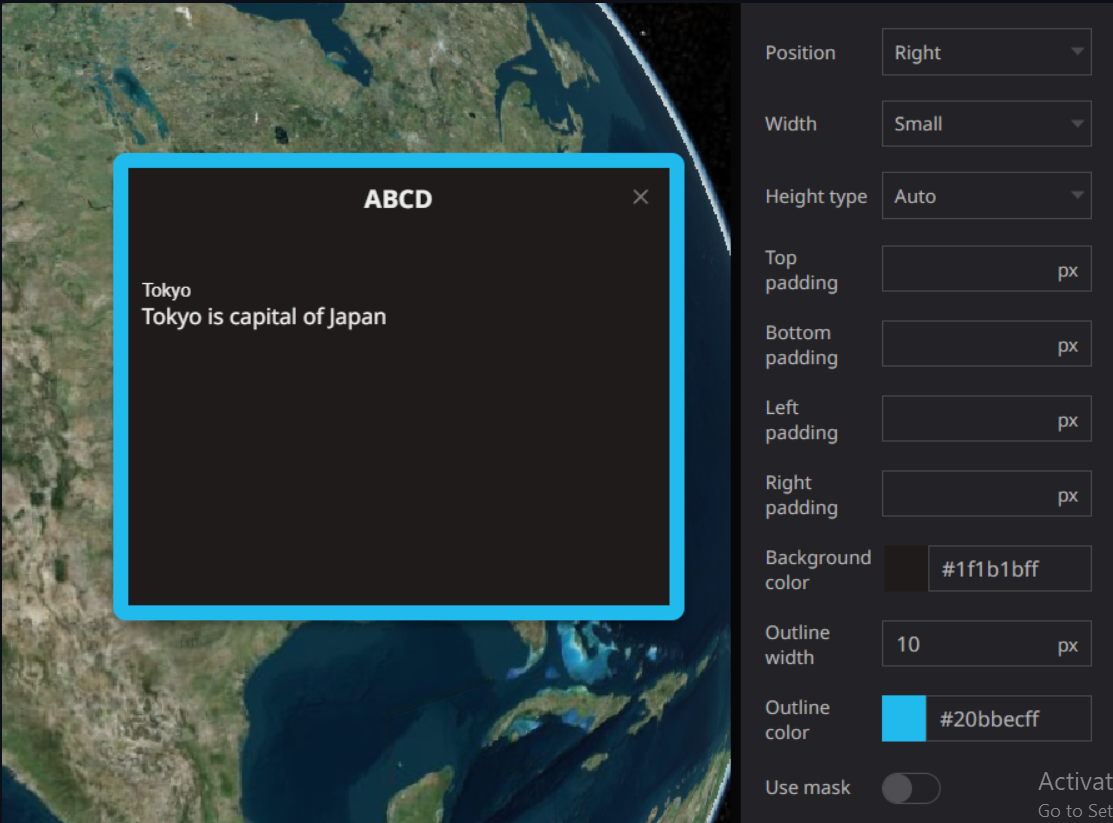 ABCD
Tokyo
Tokyo is capital of Japan
Position
Right
Width
Small
Height type
Auto
Top
padding
px
Bottom
padding
px
Left
padding
px
Right
padding
px
Background
color
#1f1b1bff
Outline
width
10
px
Outline
color
#20bbecff
Use mask
Activat
Go to Set